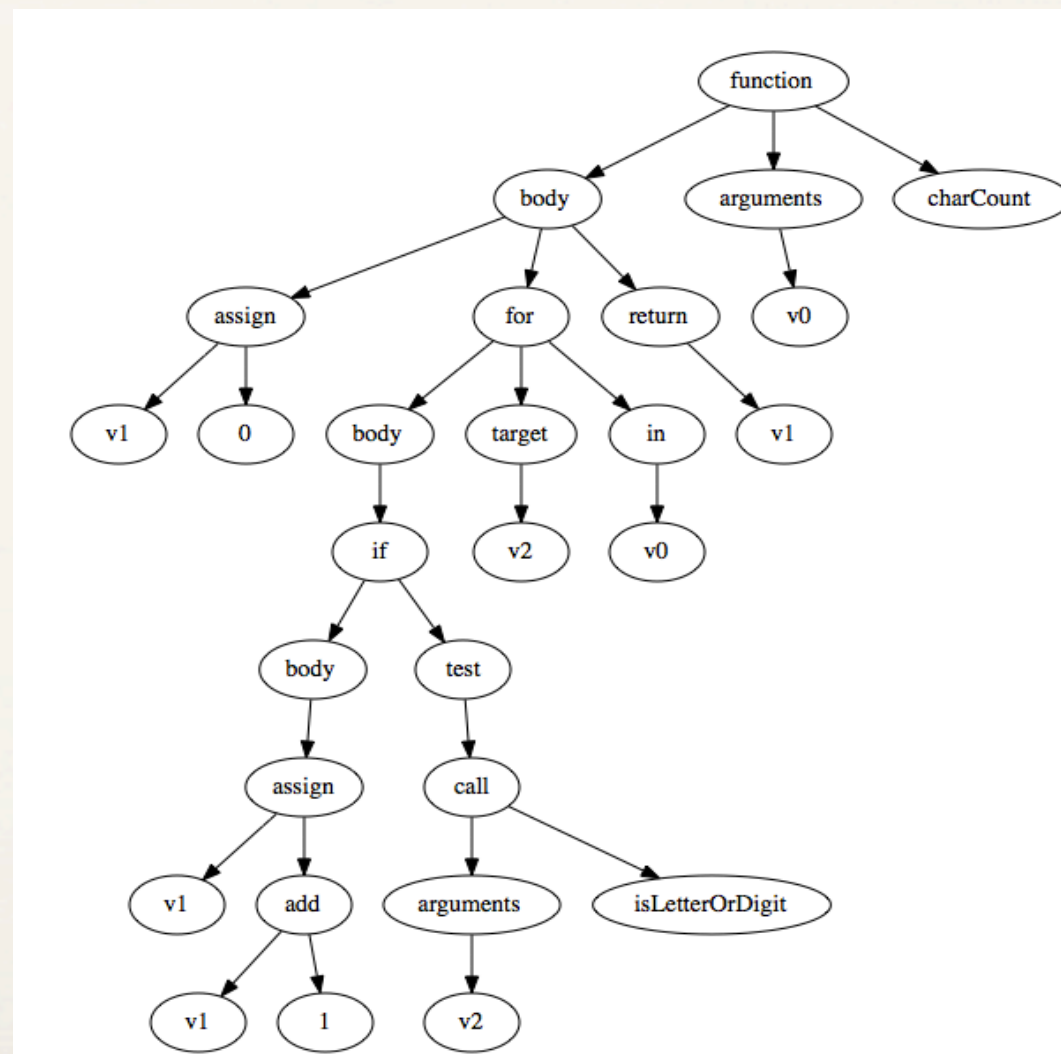 function
body arguments charCount
assign for return v0
v1 0 body target in v1
if v2 v0
body test
assign call
v1 add arguments isLetterOrDigit
v1 1 v2